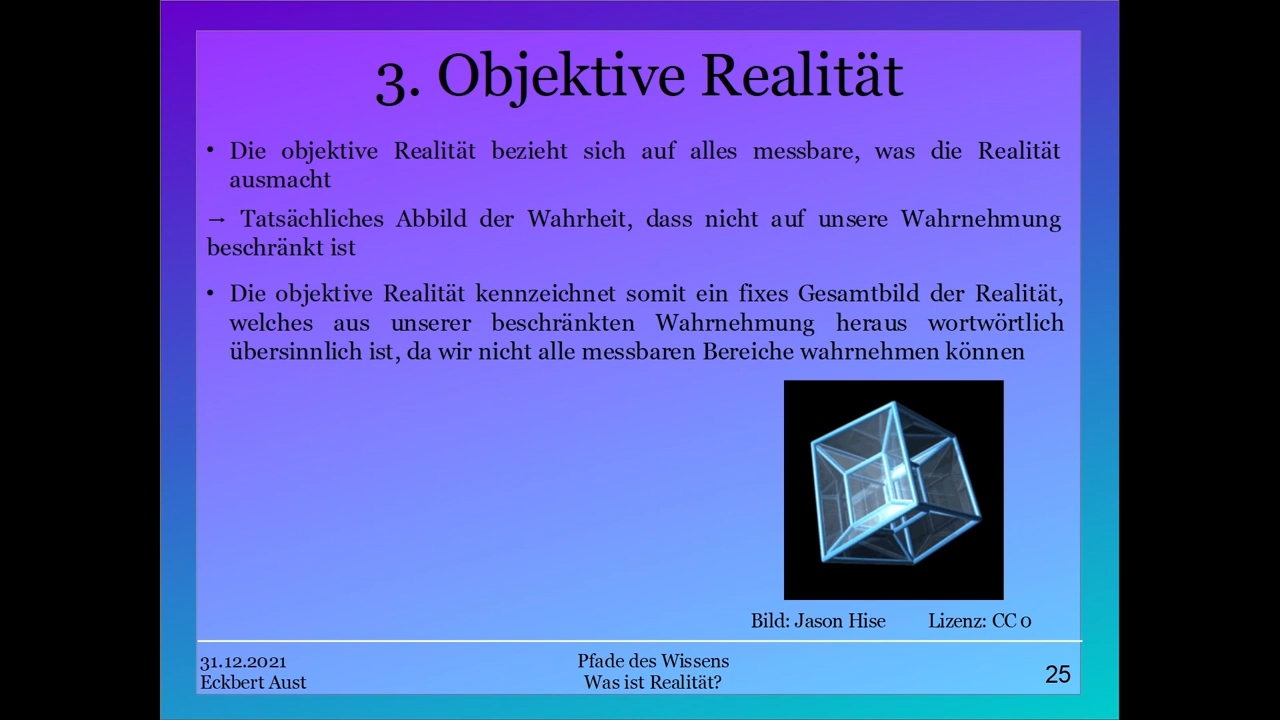 3. Objektive Realität
• Die objektive Realität bezieht sich auf alles messbare, was die Realität
ausmacht
→ Tatsächliches Abbild der Wahrheit, dass nicht auf unsere Wahrnehmung
beschränkt ist
• Die objektive Realität kennzeichnet somit ein fixes Gesamtbild der Realität,
welches aus unserer beschränkten Wahrnehmung heraus wortwörtlich
übersinnlich ist, da wir nicht alle messbaren Bereiche wahrnehmen können
Bild: Jason Hise Lizenz: CC 0
31.12.2021
Eckbert Aust
Pfade des Wissens
Was ist Realität?
25